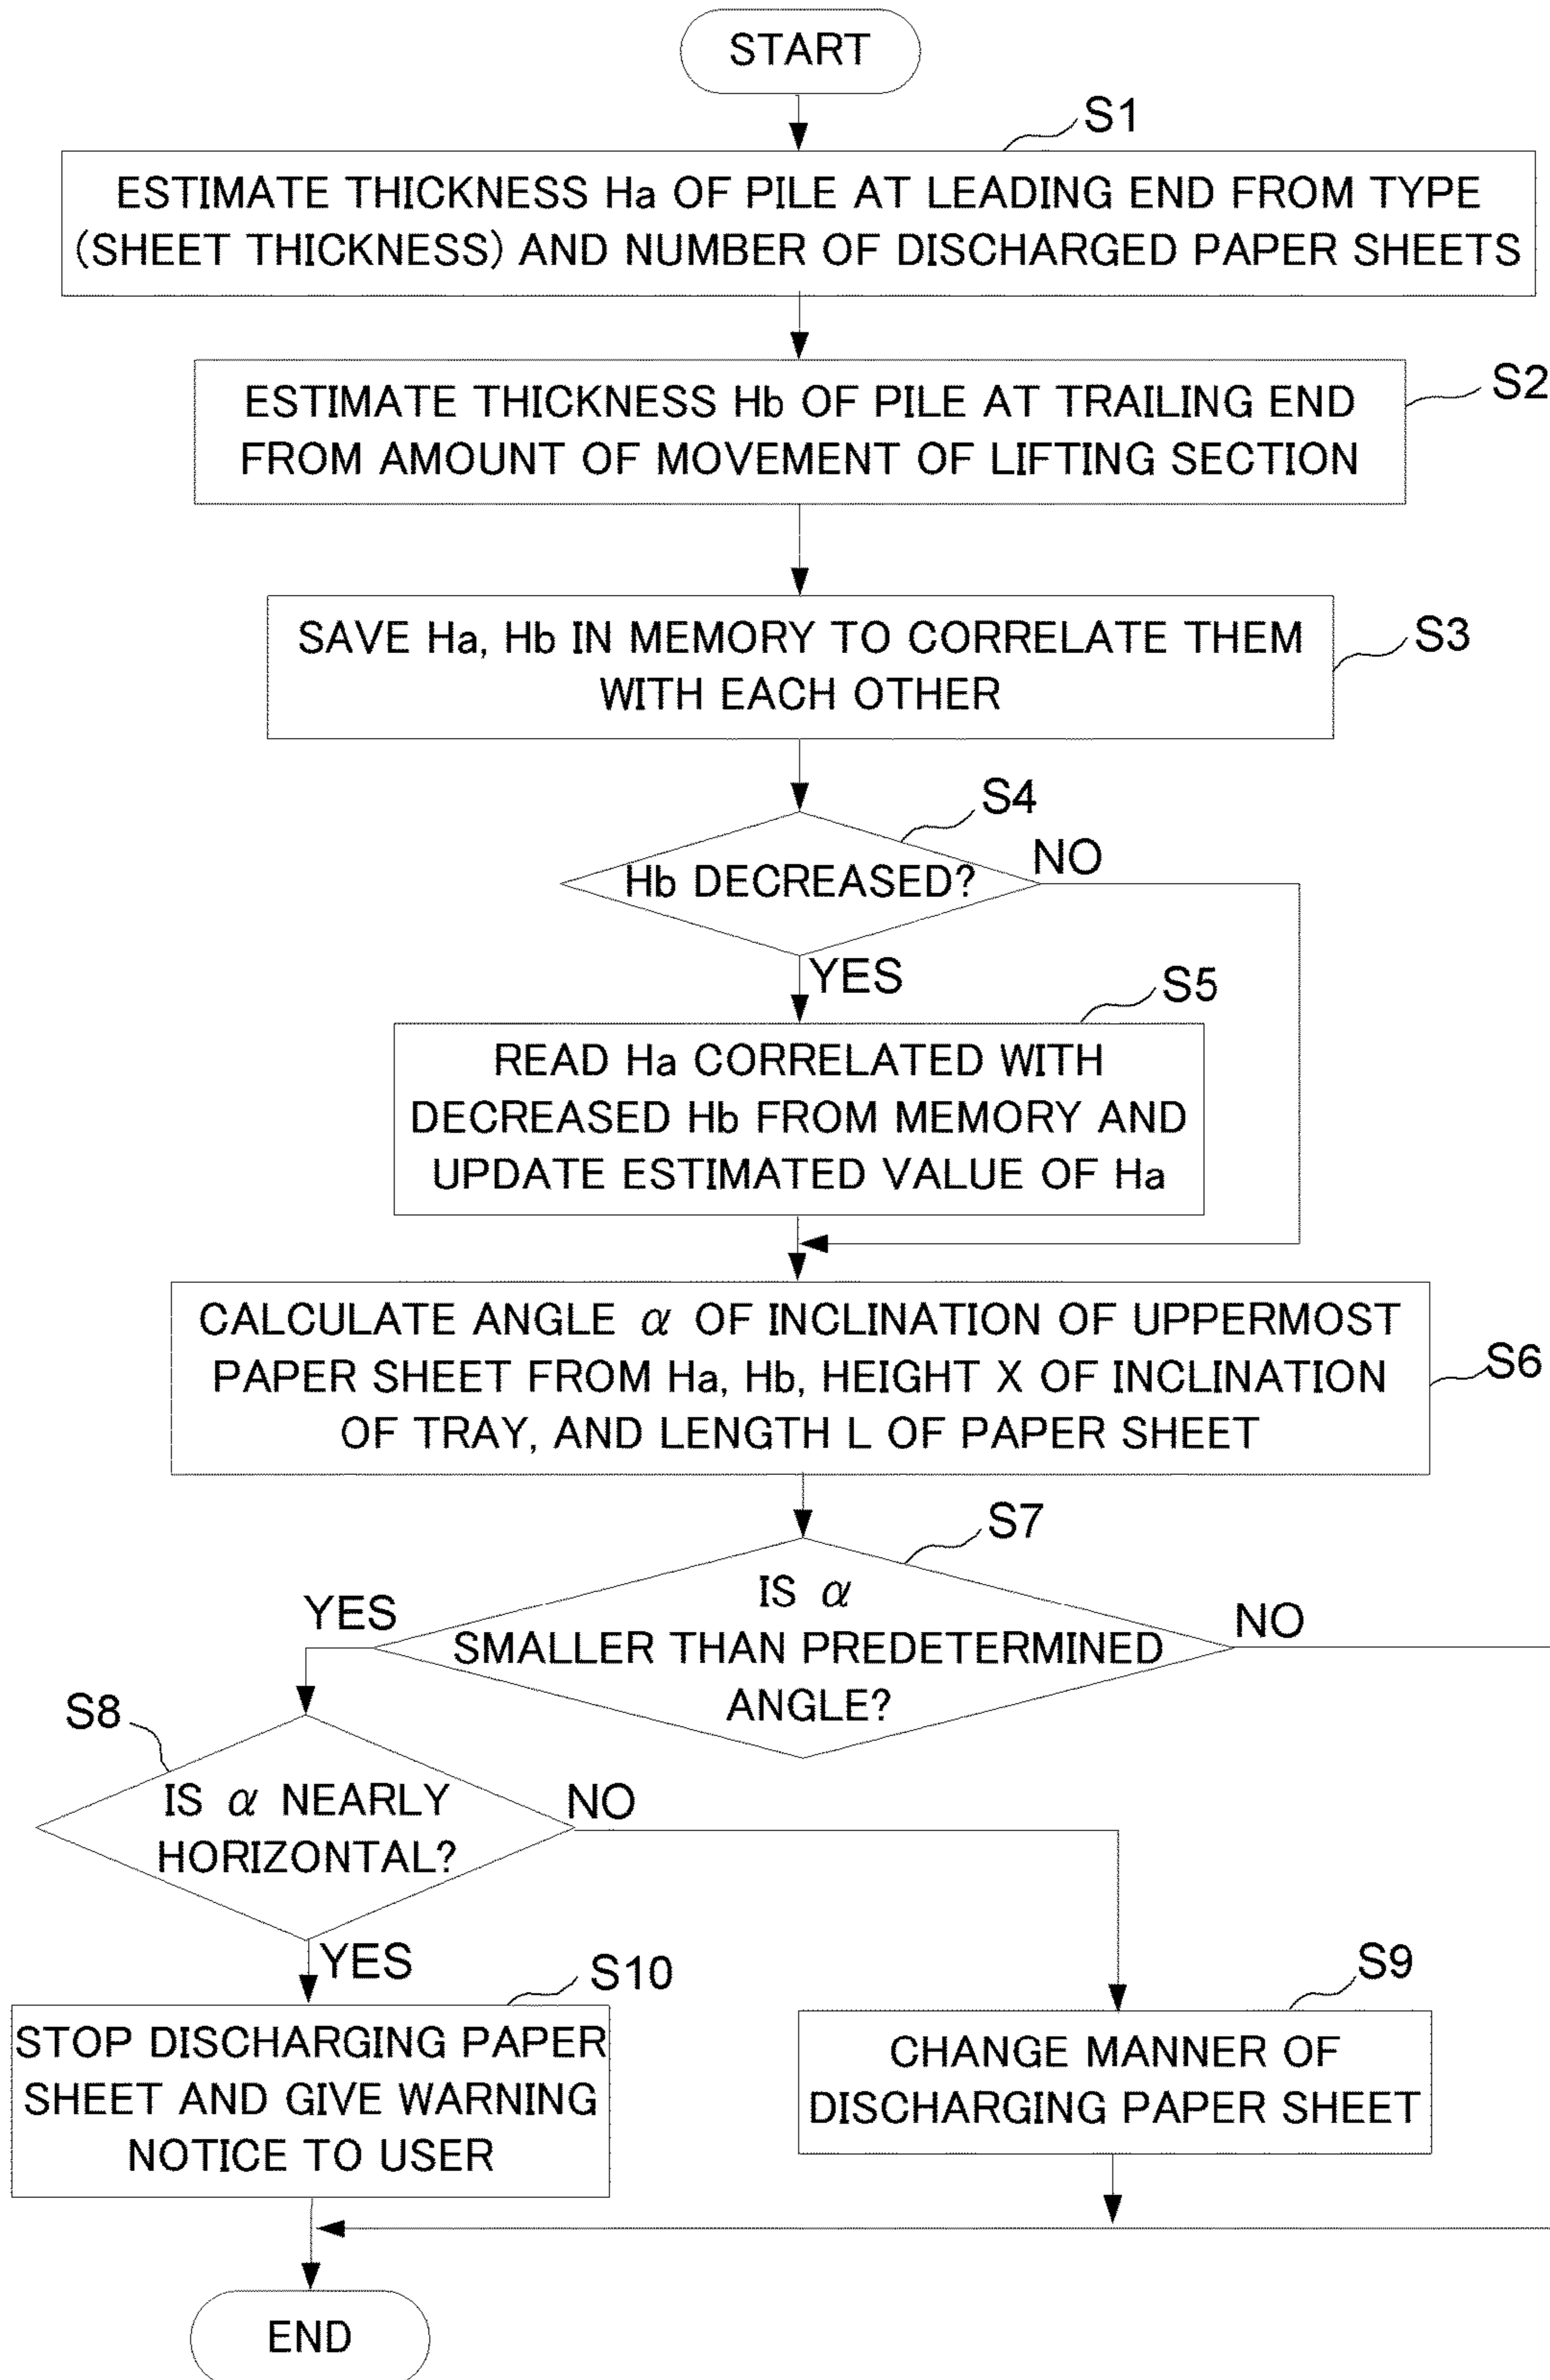 START
S1
ESTIMATE THICKNESS Ha OF PILE AT LEADING END FROM TYPE
(SHEET THICKNESS) AND NUMBER OF DISCHARGED PAPER SHEETS
S2
ESTIMATE THICKNESS Hb OF PILE AT TRAILING END
FROM AMOUNT OF MOVEMENT OF LIFTING SECTION
S3
SAVE Ha, Hb IN MEMORY TO CORRELATE THEM
WITH EACH OTHER
S4
Hb DECREASED?
NO
YES
S5
READ Ha CORRELATED WITH
DECREASED Hb FROM MEMORY AND
UPDATE ESTIMATED VALUE OF Ha
CALCULATE ANGLE α OF INCLINATION OF UPPERMOST
PAPER SHEET FROM Ha, Hb, HEIGHT X OF INCLINATION
OF TRAY, AND LENGTH L OF PAPER SHEET
S6
S7
IS α
SMALLER THAN PREDETERMINED
ANGLE?
YES
NO
S8
IS α NEARLY
HORIZONTAL?
NO
YES
S10
STOP DISCHARGING PAPER
SHEET AND GIVE WARNING
NOTICE TO USER
S9
CHANGE MANNER OF
DISCHARGING PAPER SHEET
END